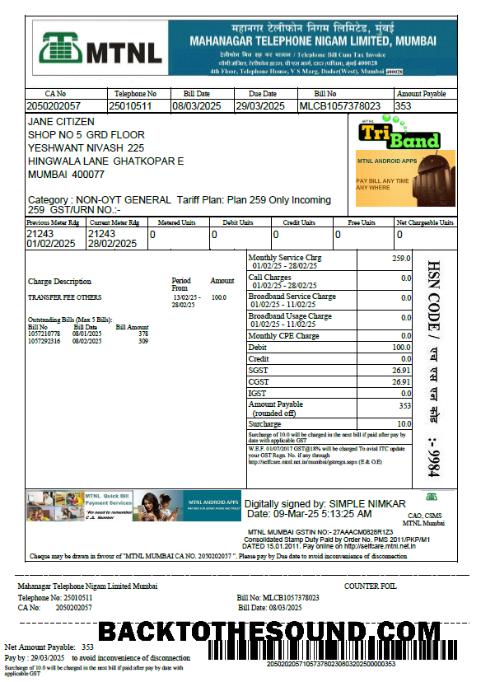 MTNL
महानगर टेलीफोन निगम लिमिटेड, मुंबई
MAHANAGAR TELEPHONE NIGAM LIMITED, MUMBAI
Telephone Bill Cum Tax Invoice
4th Floor, Telephone House, V S Marg, Dadar(West), Mumbai 400028
CA No Telephone No Bill Date Due Date Bill No Amount Payable
2050202057 25010511 08/03/2025 29/03/2025 MLCB1057378023 353
JANE CITIZEN
SHOP NO 5 GRD FLOOR
YESHWANT NIVASH 225
HINGWALA LANE GHATKOPAR E
MUMBAI 400077
MTNL
TriBand
MTNL ANDROID APPS
PAY BILL ANY TIME
ANY WHERE
Category : NON-OYT GENERAL Tariff Plan: Plan 259 Only Incoming
259 GST/URN NO.:-
Previous Meter Rdg Current Meter Rdg Metered Units Debit Units Credit Units Free Units Net Chargeable Units
21243 21243 0 0 0 0 0
01/02/2025 28/02/2025
Charge Description Period From Amount
TRANSFER FEE OTHERS 13/02/25 - 28/02/25 100.0
Outstanding Bills (Max 5 Bills):
Bill No Bill Date Bill Amount
1057210778 08/01/2025 378
1057292316 08/02/2025 309
Monthly Service Chrg 259.0
01/02/25 - 28/02/25
Call Charges 0.0
01/02/25 - 28/02/25
Broadband Service Charge 0.0
01/02/25 - 11/02/25
Broadband Usage Charge 0.0
01/02/25 - 11/02/25
Monthly CPE Charge 0.0
Debit 100.0
Credit 0.0
SGST 26.91
CGST 26.91
IGST 0.0
Amount Payable 353
(rounded off)
Surcharge 10.0
Surcharge of 10.0 will be charged in the next bill if paid after pay by
date with applicable GST
W.E.F. 01/07/2017 GST@18% will be charged To avail ITC update
your GST Regn. No. if any through
HSN CODE / एच एस एन कोड :- 9984
MTNL Quick Bill
Payment Services
MTNL ANDROID APPS
Digitally signed by: SIMPLE NIMKAR
Date: 09-Mar-25 5:13:25 AM
CAO, CSMS
MTNL Mumbai
MTNL MUMBAI GSTIN NO:- 27AAACM0828R1Z3
Consolidated Stamp Duty Paid by Order No. PMS 2011/PKP/M1
DATED 15.01.2011. Pay online on http://selfcare.mtnl.net.in
Cheque may be drawn in favour of "MTNL MUMBAI CA NO. 2050202057 ". Please pay by Due date to avoid inconvenience of disconnection
Mahanagar Telephone Nigam Limited Mumbai COUNTER FOIL
Telephone No: 25010511 Bill No: MLCB1057378023
CA No: 2050202057 Bill Date: 08/03/2025
BACKTOTHESOUND.COM
Net Amount Payable: 353
Pay by : 29/03/2025 to avoid inconvenience of disconnection
Surcharge of 10.0 will be charged in the next bill if paid after pay by date with
applicable GST